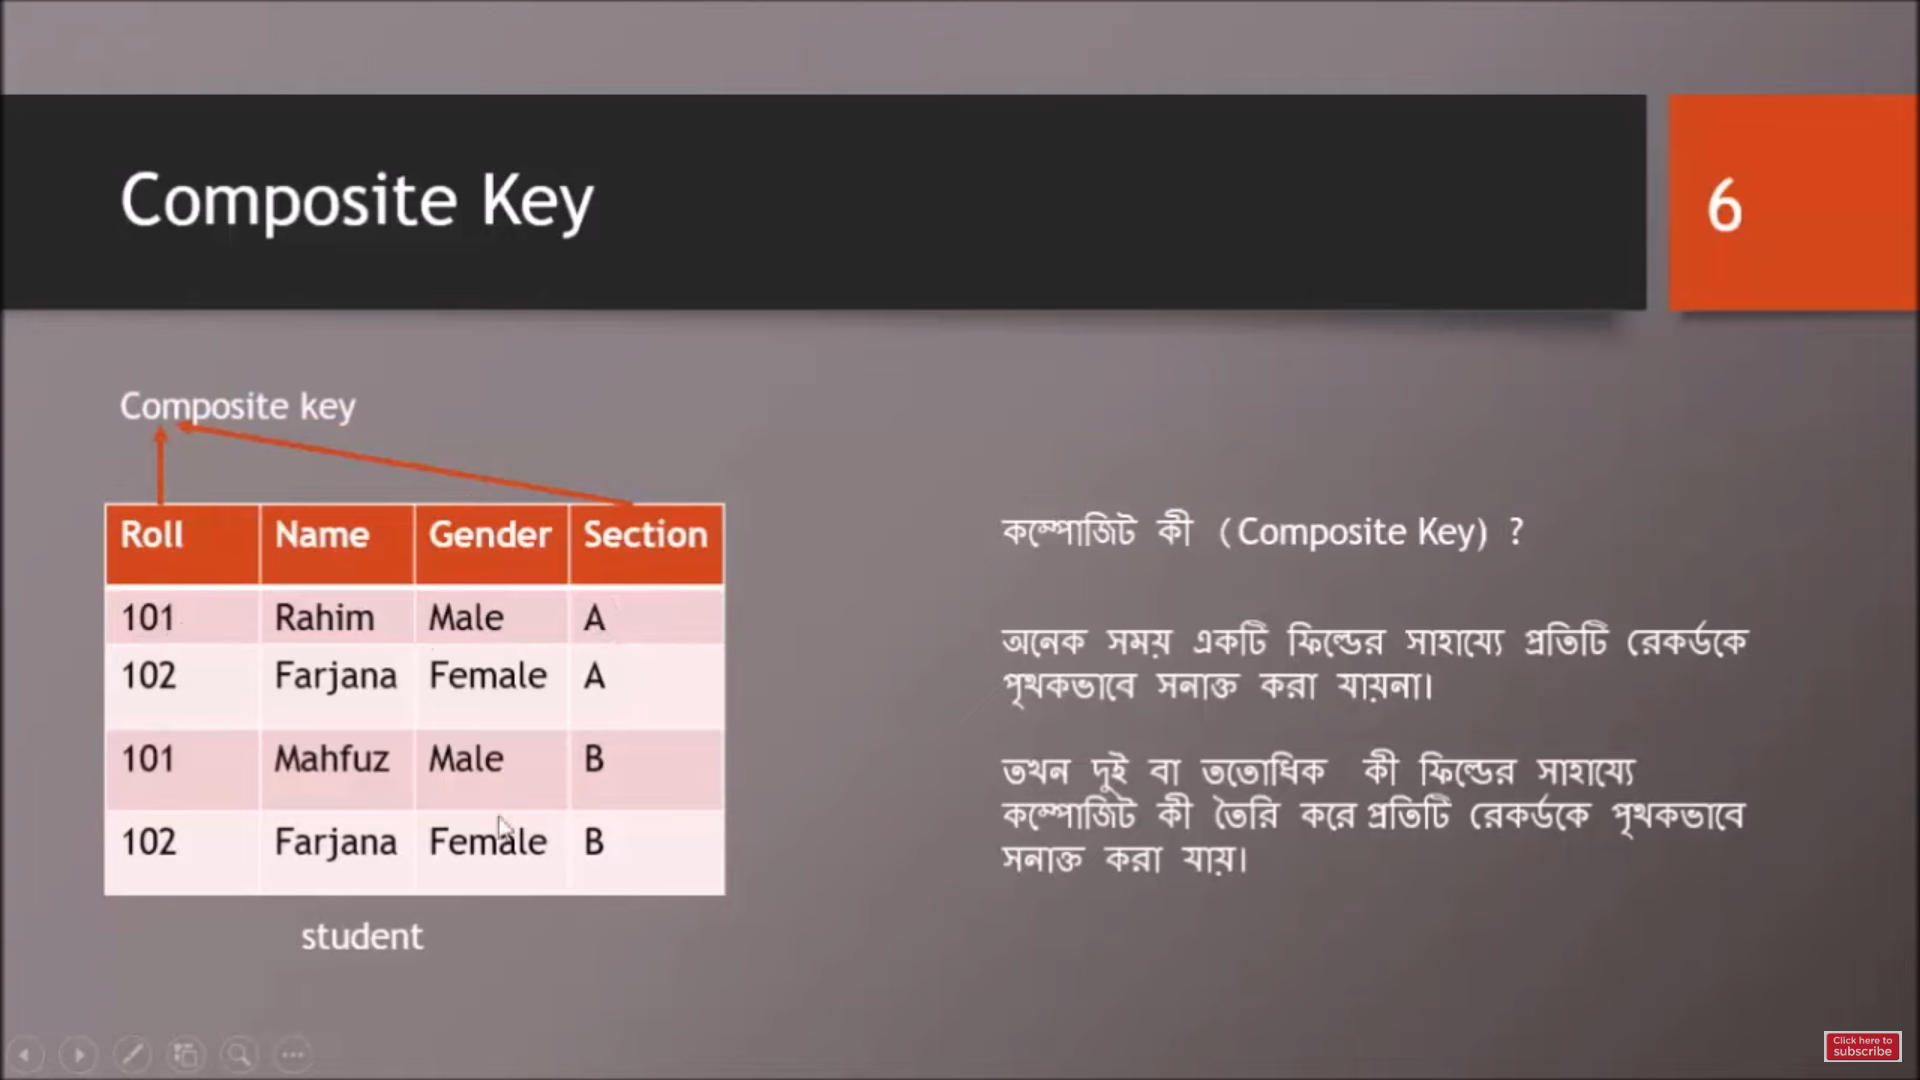 Composite Key
6
Composite key
Roll Name Gender Section
101 Rahim Male A
102 Farjana Female A
101 Mahfuz Male B
102 Farjana Female B
student
কম্পোজিট কী (Composite Key) ?
অনেক সময় একটি ফিল্ডের সাহায্যে প্রতিটি রেকর্ডকে
পৃথকভাবে সনাক্ত করা যায়না।
তখন দুই বা ততোধিক কী ফিল্ডের সাহায্যে
কম্পোজিট কী তৈরি করে প্রতিটি রেকর্ডকে পৃথকভাবে
সনাক্ত করা যায়।
Click here to
subscribe